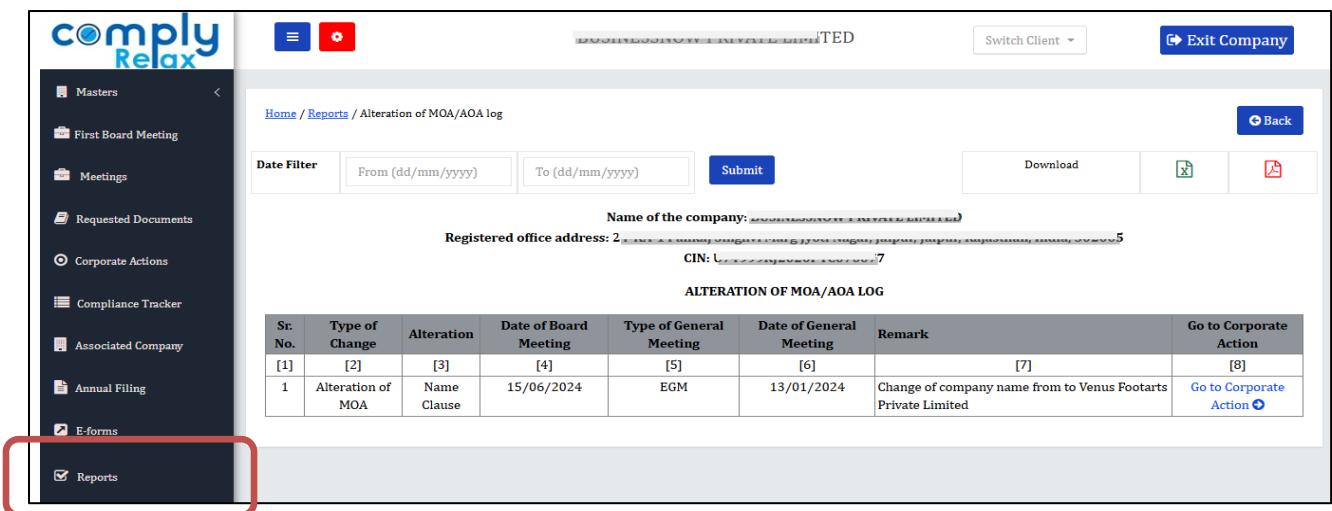 comply
Relax
TED
Switch Client
Exit Company
Masters
First Board Meeting
Meetings
Requested Documents
Corporate Actions
Compliance Tracker
Associated Company
Annual Filing
E-forms
Reports
Home / Reports / Alteration of MOA/AOA log
Back
Date Filter
From (dd/mm/yyyy)
To (dd/mm/yyyy)
Submit
Download
Name of the company:
Registered office address: 2
5
CIN:
7
ALTERATION OF MOA/AOA LOG
Sr. No. Type of Change Alteration Date of Board Meeting Type of General Meeting Date of General Meeting Remark Go to Corporate Action
[1] [2] [3] [4] [5] [6] [7] [8]
1 Alteration of MOA Name Clause 15/06/2024 EGM 13/01/2024 Change of company name from to Venus Footarts Private Limited Go to Corporate Action